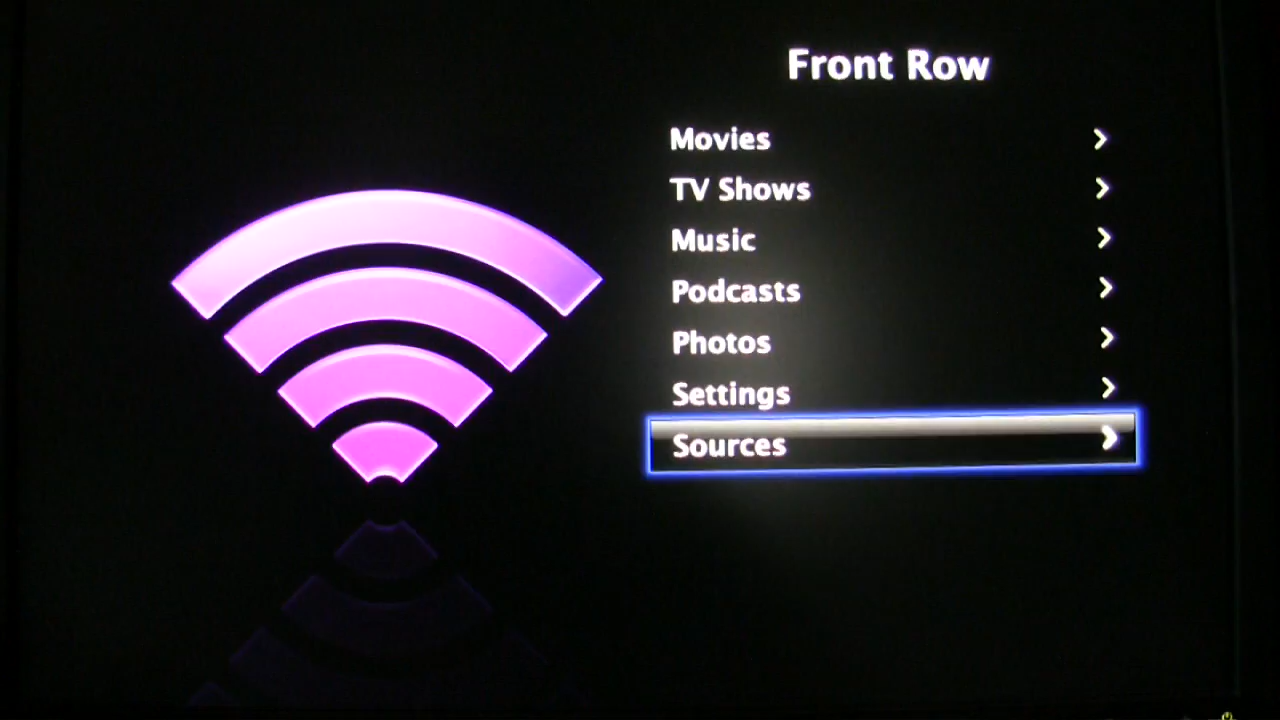 Front Row
Movies
TV Shows
Music
Podcasts
Photos
Settings
Sources